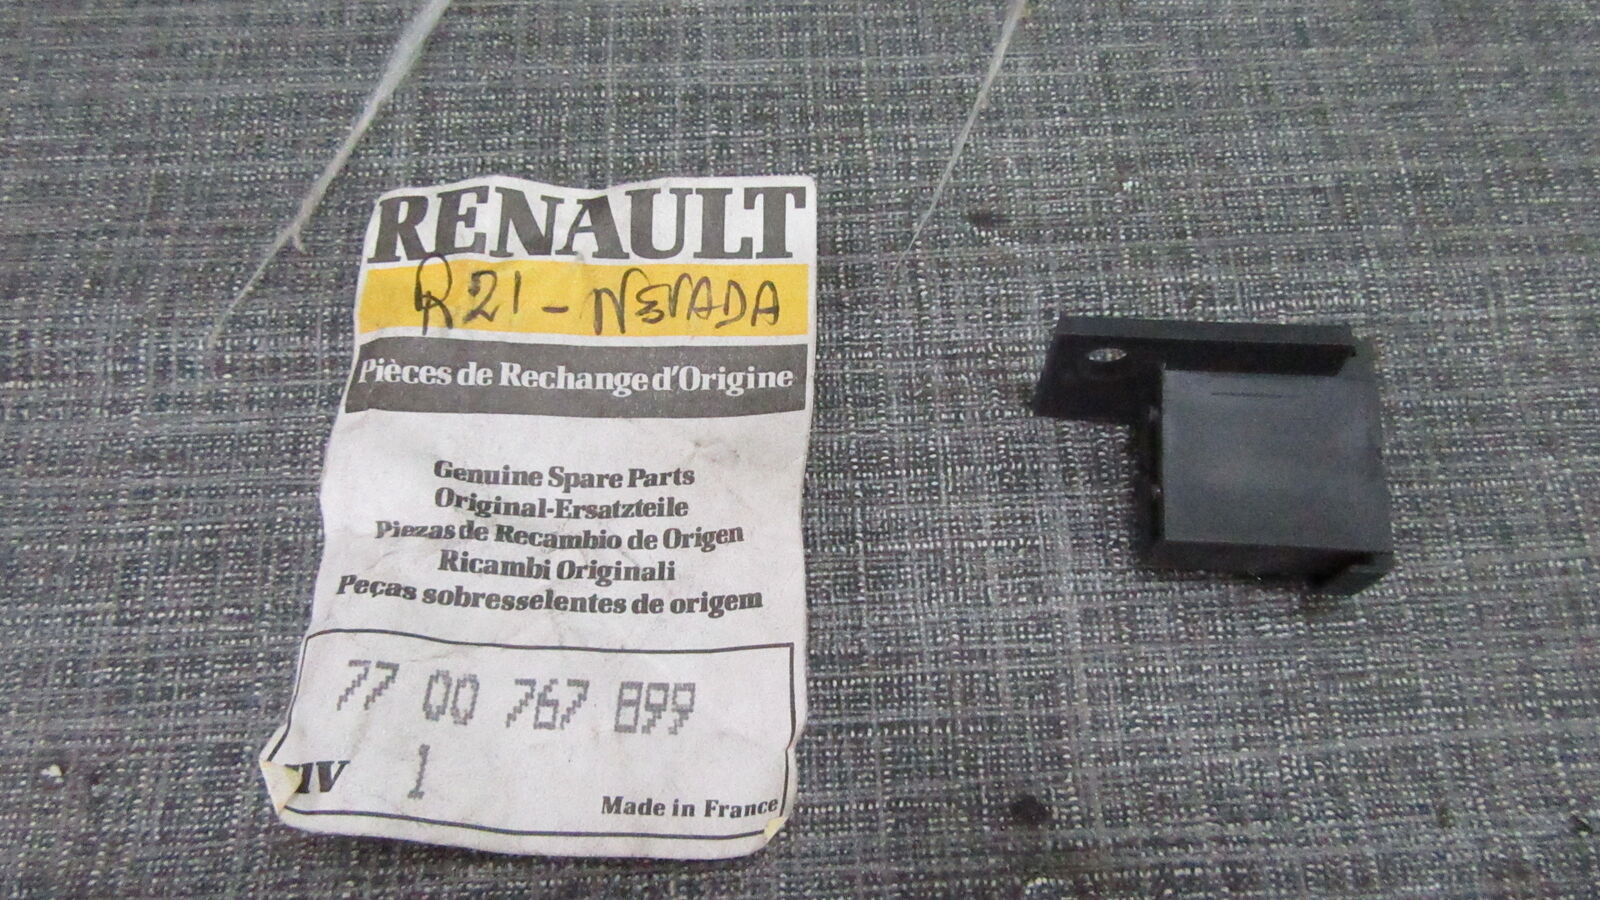 RENAULT
R21 - NEVADA
Pièces de Rechange d'Origine
Genuine Spare Parts
Original-Ersatzteile
Piezas de Recambio de Origen
Ricambi Originali
Peças sobresselentes de origem
77 00 767 899
1
Made in France